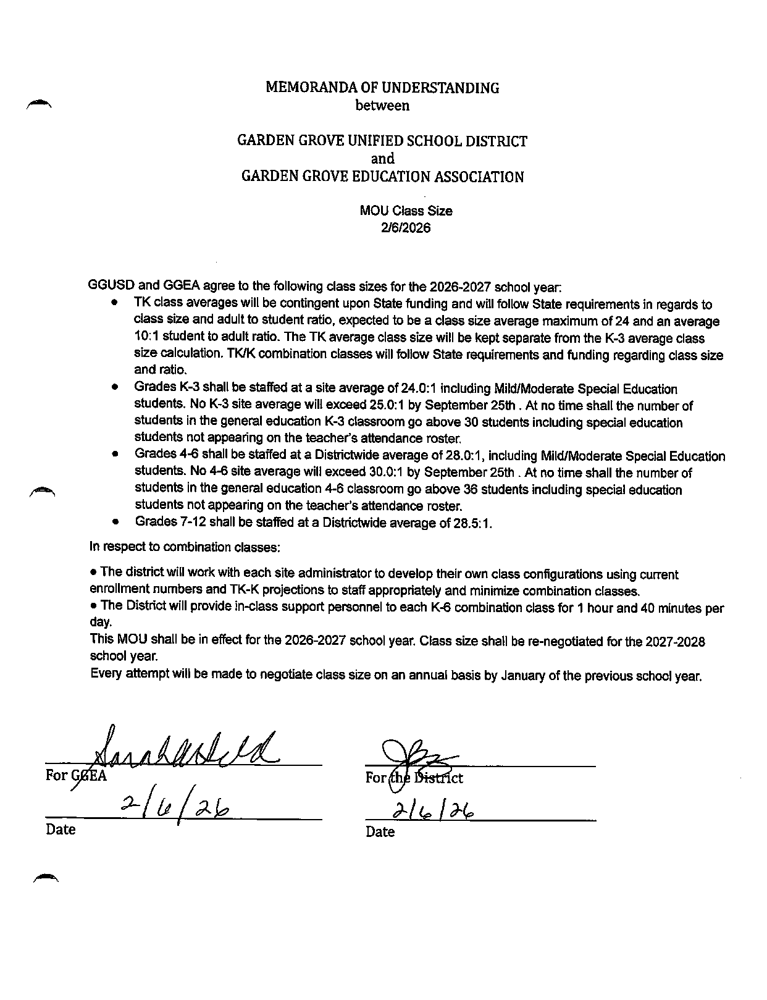 MEMORANDA OF UNDERSTANDING
between
GARDEN GROVE UNIFIED SCHOOL DISTRICT
and
GARDEN GROVE EDUCATION ASSOCIATION
MOU Class Size
2/6/2026
GGUSD and GGEA agree to the following class sizes for the 2026-2027 school year:
● TK class averages will be contingent upon State funding and will follow State requirements in regards to
class size and adult to student ratio, expected to be a class size average maximum of 24 and an average
10:1 student to adult ratio. The TK average class size will be kept separate from the K-3 average class
size calculation. TK/K combination classes will follow State requirements and funding regarding class size
and ratio.
● Grades K-3 shall be staffed at a site average of 24.0:1 including Mild/Moderate Special Education
students. No K-3 site average will exceed 25.0:1 by September 25th . At no time shall the number of
students in the general education K-3 classroom go above 30 students including special education
students not appearing on the teacher's attendance roster.
● Grades 4-6 shall be staffed at a Districtwide average of 28.0:1, including Mild/Moderate Special Education
students. No 4-6 site average will exceed 30.0:1 by September 25th . At no time shall the number of
students in the general education 4-6 classroom go above 36 students including special education
students not appearing on the teacher's attendance roster.
● Grades 7-12 shall be staffed at a Districtwide average of 28.5:1.
In respect to combination classes:
● The district will work with each site administrator to develop their own class configurations using current
enrollment numbers and TK-K projections to staff appropriately and minimize combination classes.
● The District will provide in-class support personnel to each K-6 combination class for 1 hour and 40 minutes per
day.
This MOU shall be in effect for the 2026-2027 school year. Class size shall be re-negotiated for the 2027-2028
school year.
Every attempt will be made to negotiate class size on an annual basis by January of the previous school year.
For GGEA
2/6/26
Date
For the District
2/6/26
Date